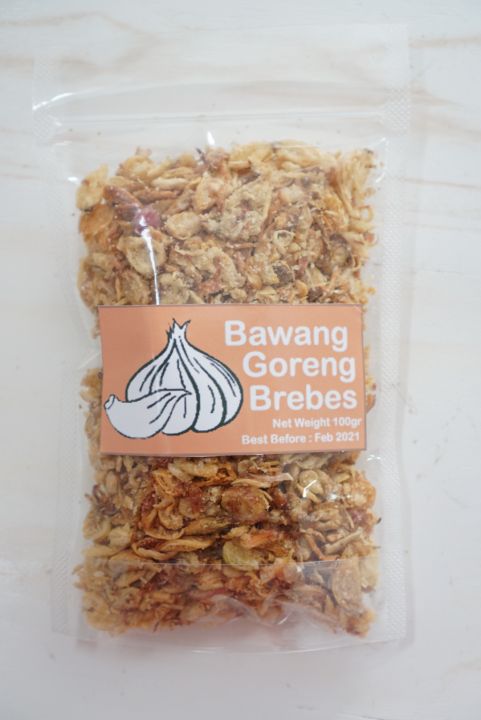 Bawang
Goreng
Brebes
Net Weight 100gr
Best Before : Feb 2021